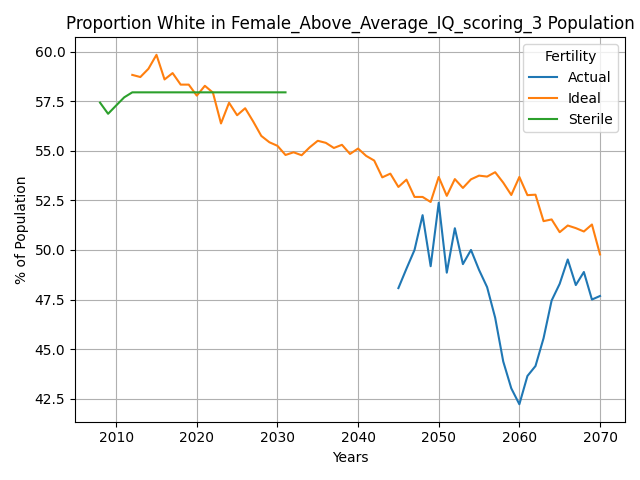 Proportion White in Female_Above_Average_IQ_scoring_3 Population
% of Population
60.0
57.5
55.0
52.5
50.0
47.5
45.0
42.5
Fertility
Actual
Ideal
Sterile
2010 2020 2030 2040 2050 2060 2070
Years